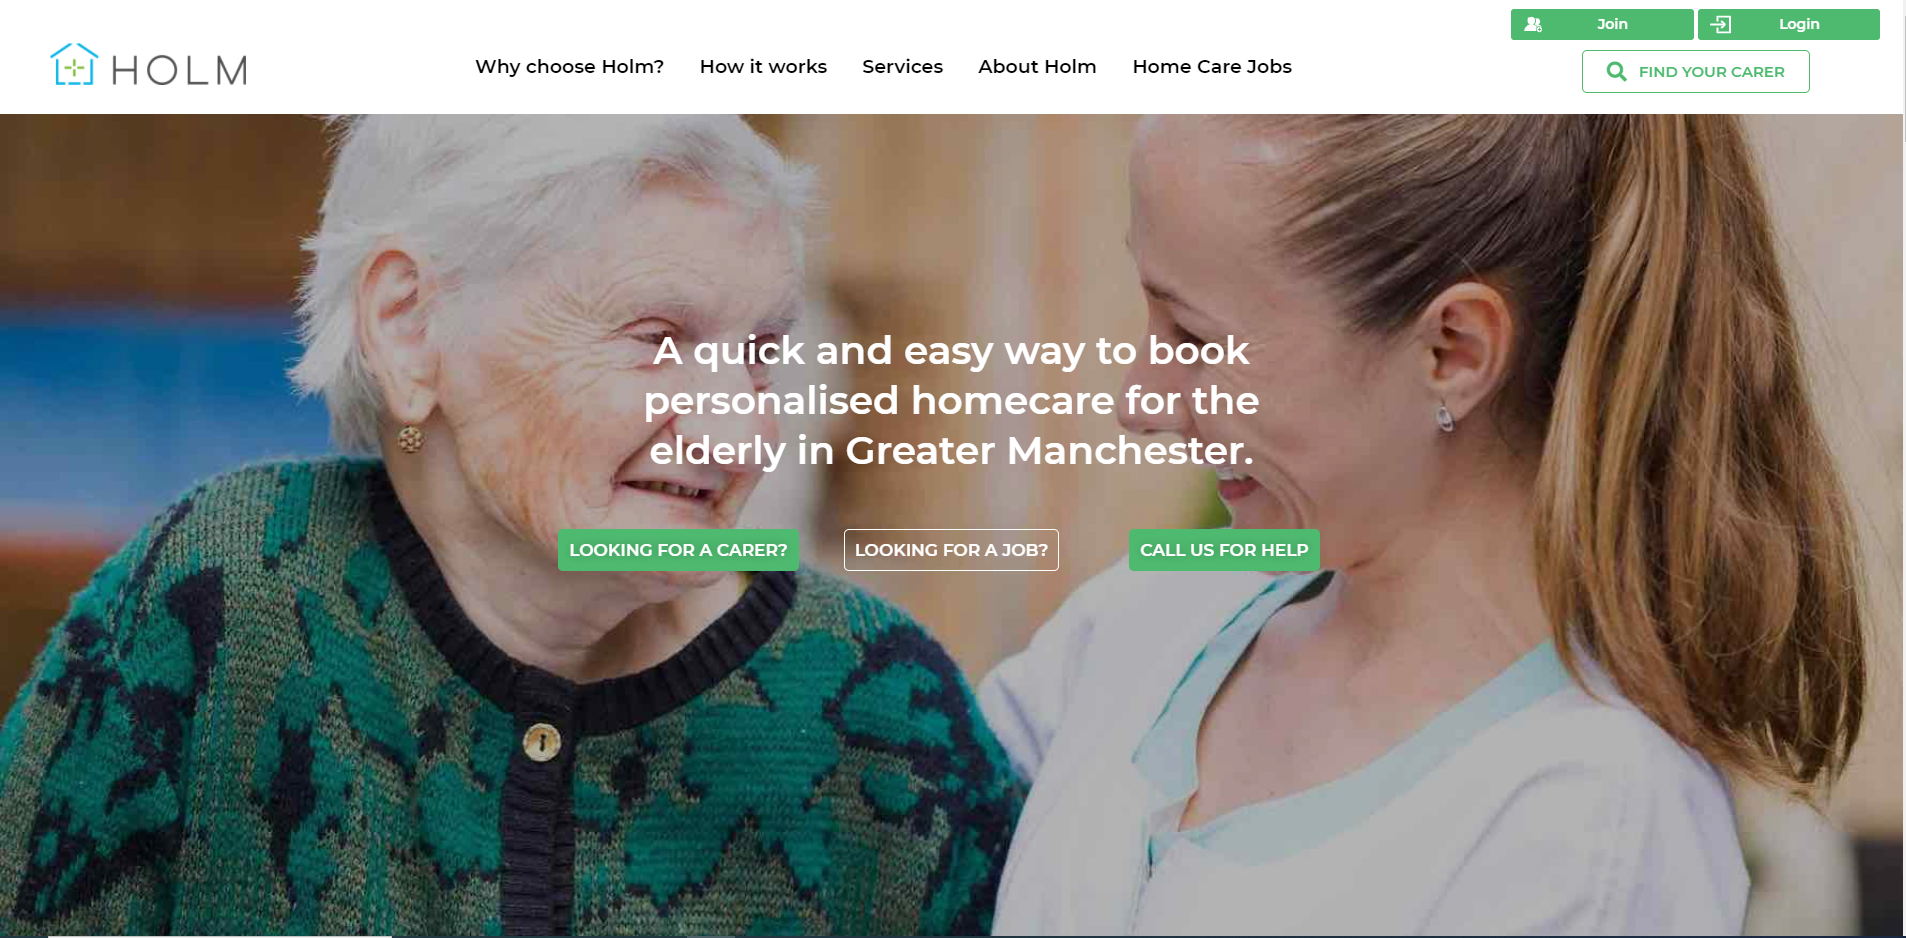 Join
Login
HOLM
Why choose Holm?
How it works
Services
About Holm
Home Care Jobs
FIND YOUR CARER
A quick and easy way to book
personalised homecare for the
elderly in Greater Manchester.
LOOKING FOR A CARER?
LOOKING FOR A JOB?
CALL US FOR HELP